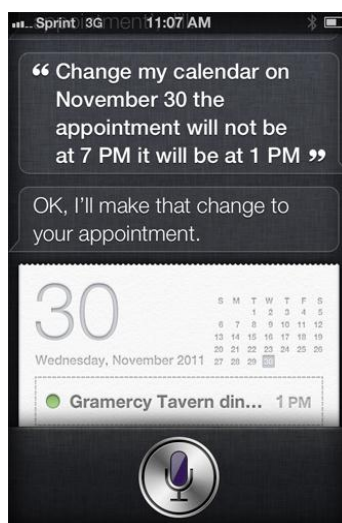 Sprint 3G 11:07 AM
“ Change my calendar on
November 30 the
appointment will not be
at 7 PM it will be at 1 PM ”
OK, I'll make that change to
your appointment.
30
S M T W T F S
1 2 3 4 5
6 7 8 9 10 11 12
13 14 15 16 17 18 19
20 21 22 23 24 25 26
27 28 29 30
Wednesday, November 2011
Gramercy Tavern din... 1 PM